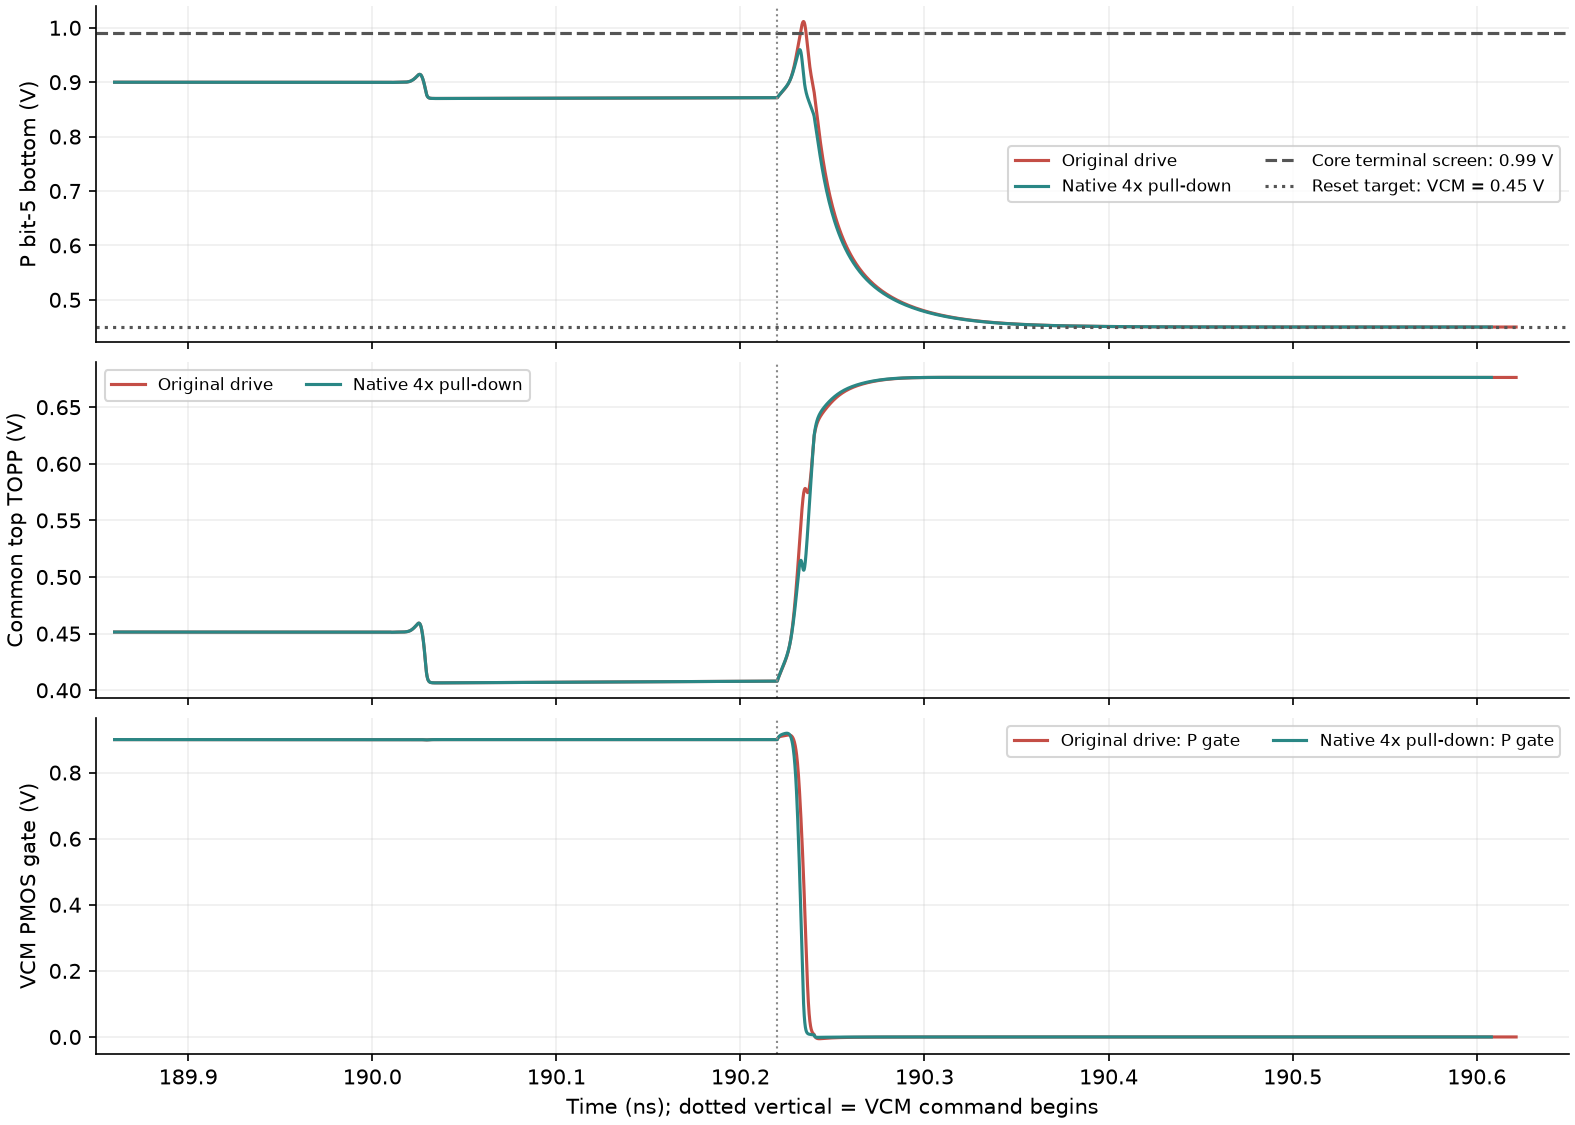 P bit-5 bottom (V)
1.0
0.9
0.8
0.7
0.6
0.5
Original drive
Native 4x pull-down
Core terminal screen: 0.99 V
Reset target: VCM = 0.45 V
Common top TOPP (V)
0.65
0.60
0.55
0.50
0.45
0.40
Original drive
Native 4x pull-down
VCM PMOS gate (V)
0.8
0.6
0.4
0.2
0.0
Original drive: P gate
Native 4x pull-down: P gate
189.9
190.0
190.1
190.2
190.3
190.4
190.5
190.6
Time (ns); dotted vertical = VCM command begins